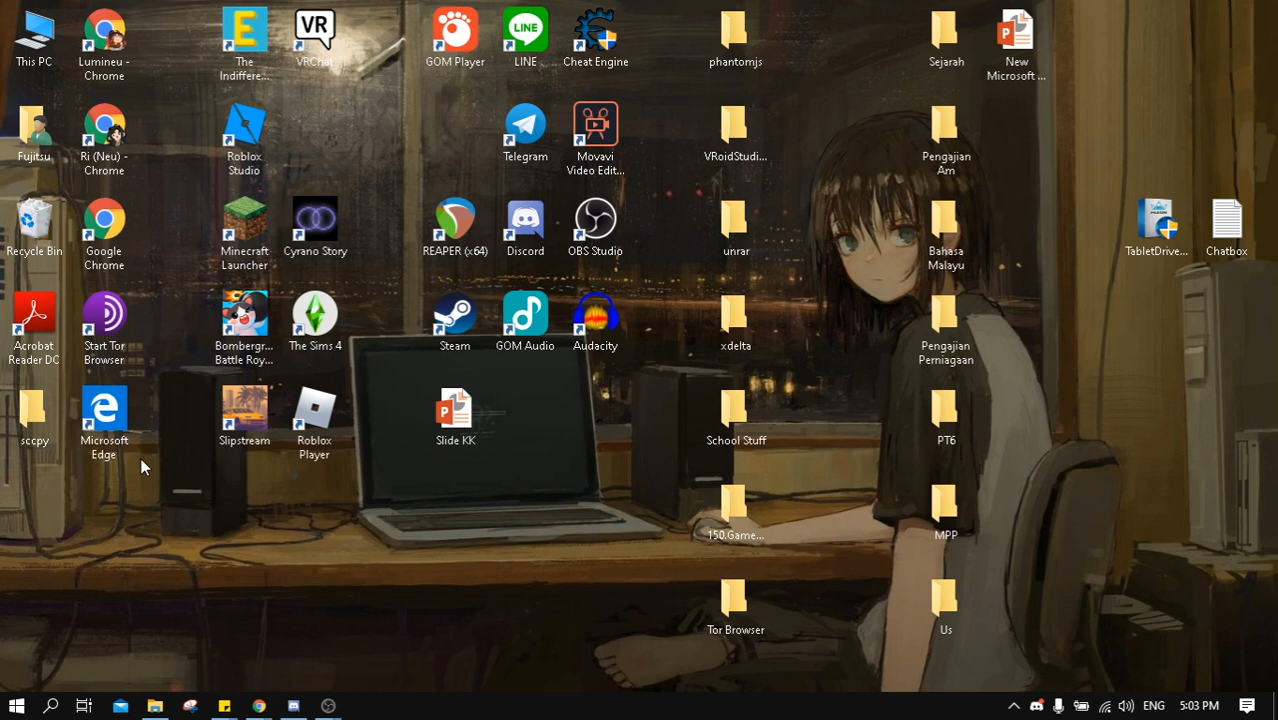 This PC
Lumineu -
Chrome
The
Indiffere...
VR
VRChat
GOM Player
LINE
LINE
Cheat Engine
phantomjs
Sejarah
P
New
Microsoft ...
Fujitsu
Ri (Neu) -
Chrome
Roblox
Studio
Telegram
Movavi
Video Edit...
VRoidStudi...
Pengajian
Am
Recycle Bin
Google
Chrome
Minecraft
Launcher
Cyrano Story
REAPER (x64)
Discord
OBS Studio
unrar
Bahasa
Malayu
TabletDrive...
Chatbox
Acrobat
Reader DC
Start Tor
Browser
Bombergr...
Battle Roy...
The Sims 4
Steam
GOM Audio
Audacity
xdelta
Pengajian
Perniagaan
sccpy
Microsoft
Edge
Slipstream
Roblox
Player
P
Slide KK
School Stuff
PT6
150.Game...
MPP
Tor Browser
Us
ENG
5:03 PM